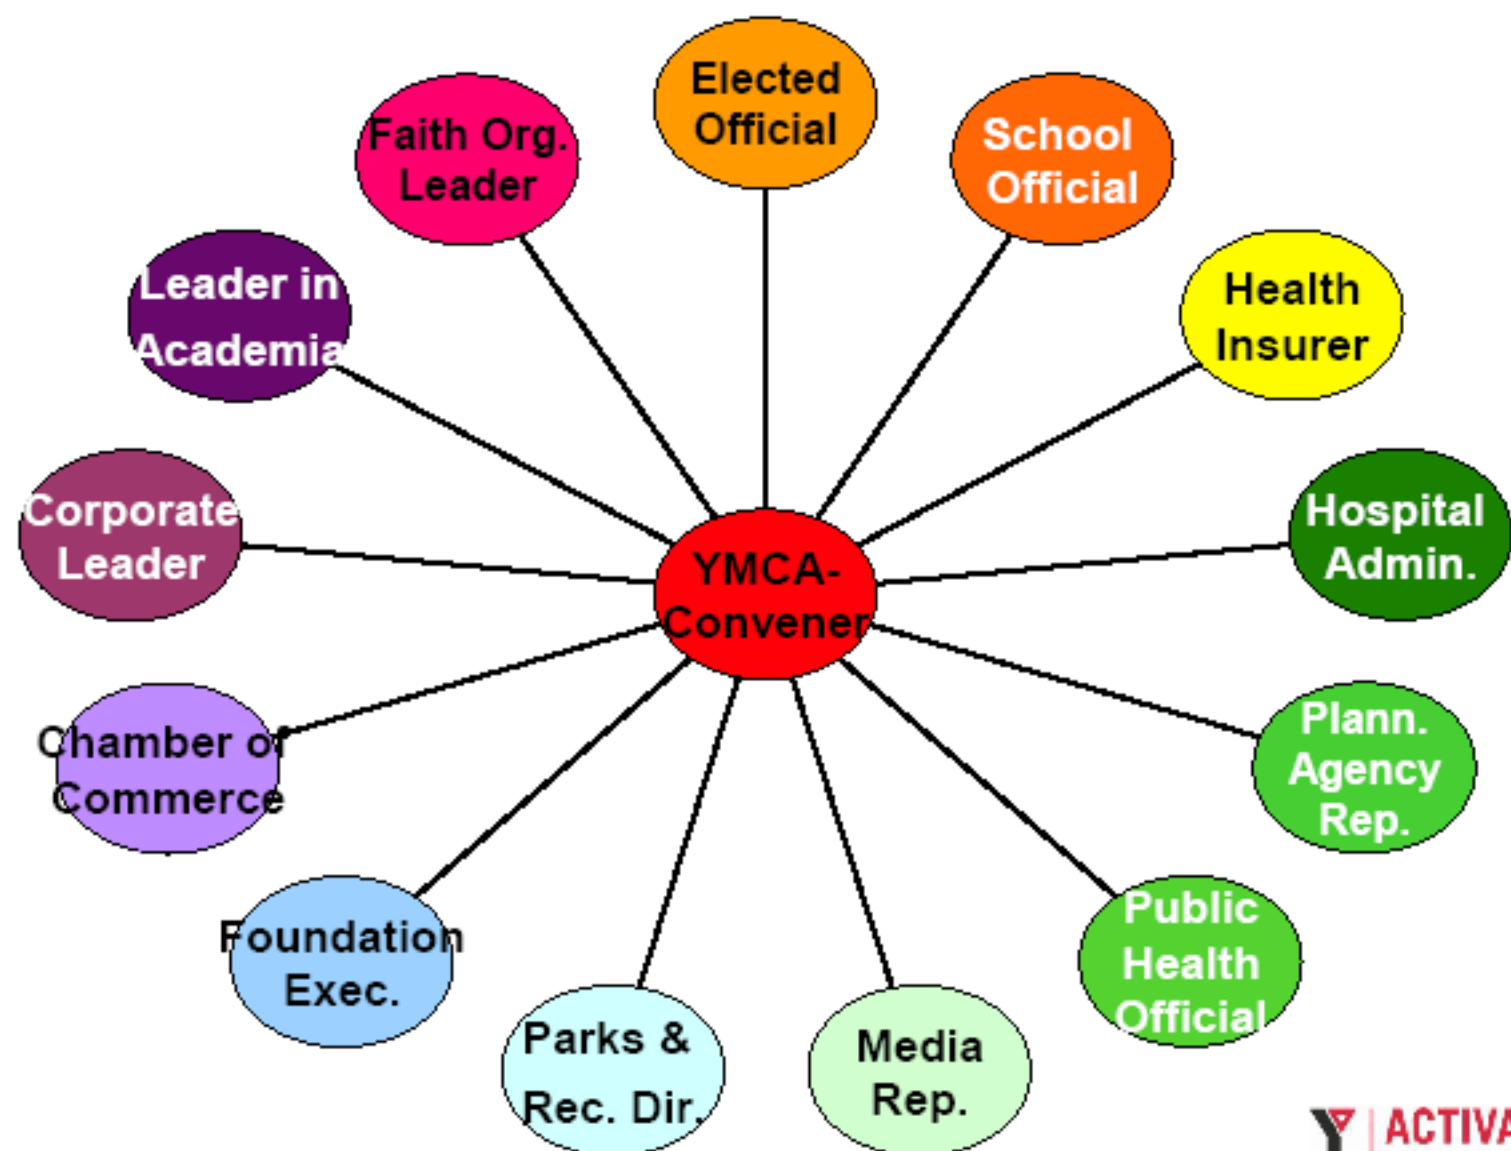 Elected
Official
School
Official
Health
Insurer
Hospital
Admin.
Plann.
Agency
Rep.
Public
Health
Official
Media
Rep.
Parks &
Rec. Dir.
Foundation
Exec.
Chamber of
Commerce
Corporate
Leader
Leader in
Academia
Faith Org.
Leader
YMCA-
Convener
Y ACTIVA